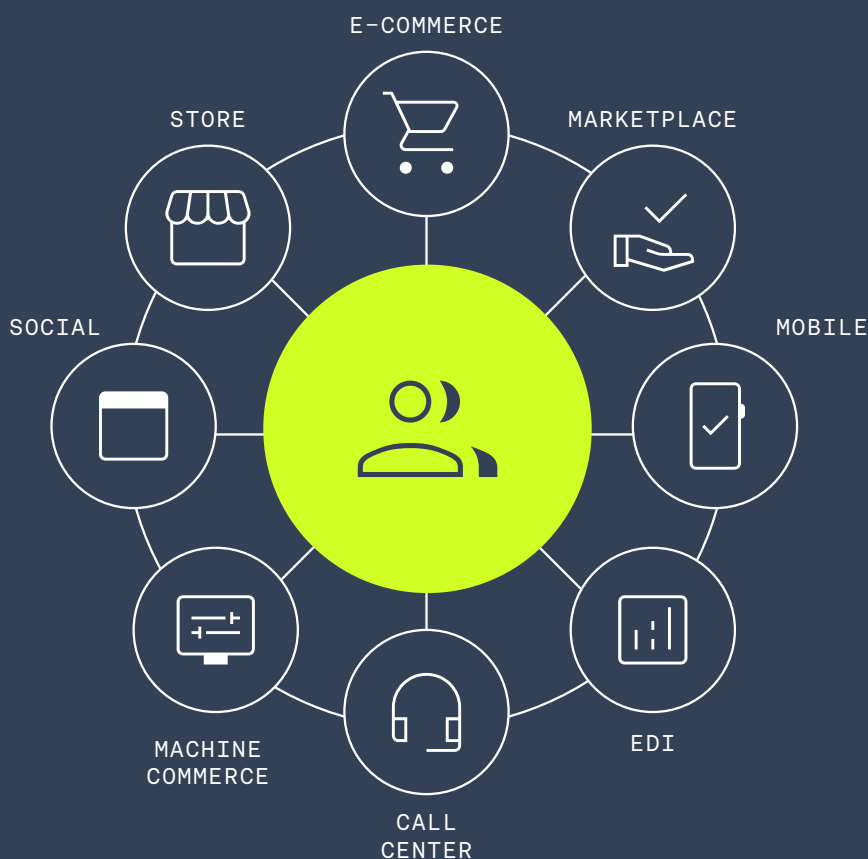 E-COMMERCE
STORE
MARKETPLACE
SOCIAL
MOBILE
MACHINE
COMMERCE
EDI
CALL
CENTER